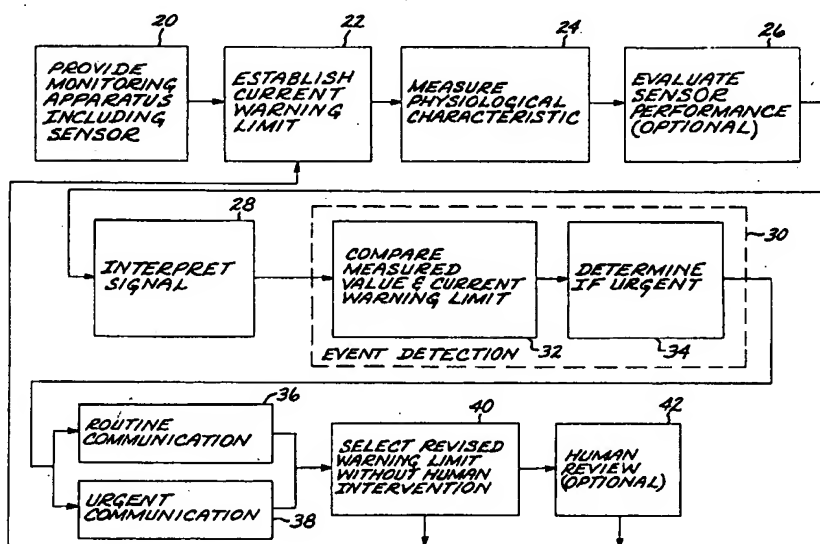 20
PROVIDE
MONITORING
APPARATUS
INCLUDING
SENSOR
22
ESTABLISH
CURRENT
WARNING
LIMIT
24
MEASURE
PHYSIOLOGICAL
CHARACTERISTIC
26
EVALUATE
SENSOR
PERFORMANCE
(OPTIONAL)
28
INTERPRET
SIGNAL
30
COMPARE
MEASURED
VALUE & CURRENT
WARNING LIMIT
32
DETERMINE
IF URGENT
34
EVENT DETECTION
36
ROUTINE
COMMUNICATION
URGENT
COMMUNICATION
38
40
SELECT REVISED
WARNING LIMIT
WITHOUT HUMAN
INTERVENTION
42
HUMAN
REVIEW
(OPTIONAL)